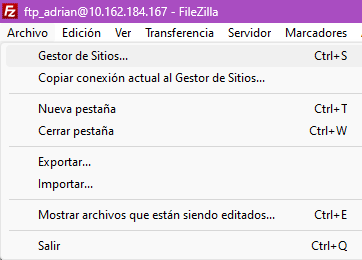 ftp_adrian@10.162.184.167 - FileZilla
Archivo Edición Ver Transferencia Servidor Marcadores
Gestor de Sitios... Ctrl+S
Copiar conexión actual al Gestor de Sitios...
Nueva pestaña Ctrl+T
Cerrar pestaña Ctrl+W
Exportar...
Importar...
Mostrar archivos que están siendo editados... Ctrl+E
Salir Ctrl+Q